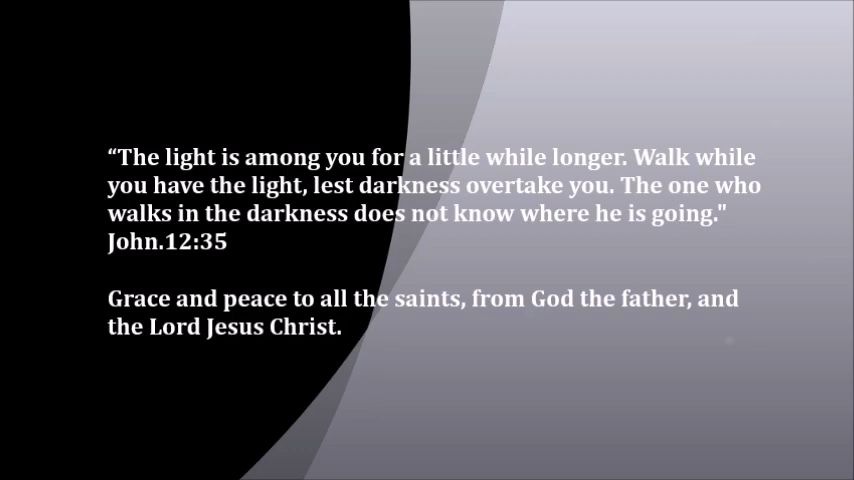 “The light is among you for a little while longer. Walk while
you have the light, lest darkness overtake you. The one who
walks in the darkness does not know where he is going."
John.12:35
Grace and peace to all the saints, from God the father, and
the Lord Jesus Christ.